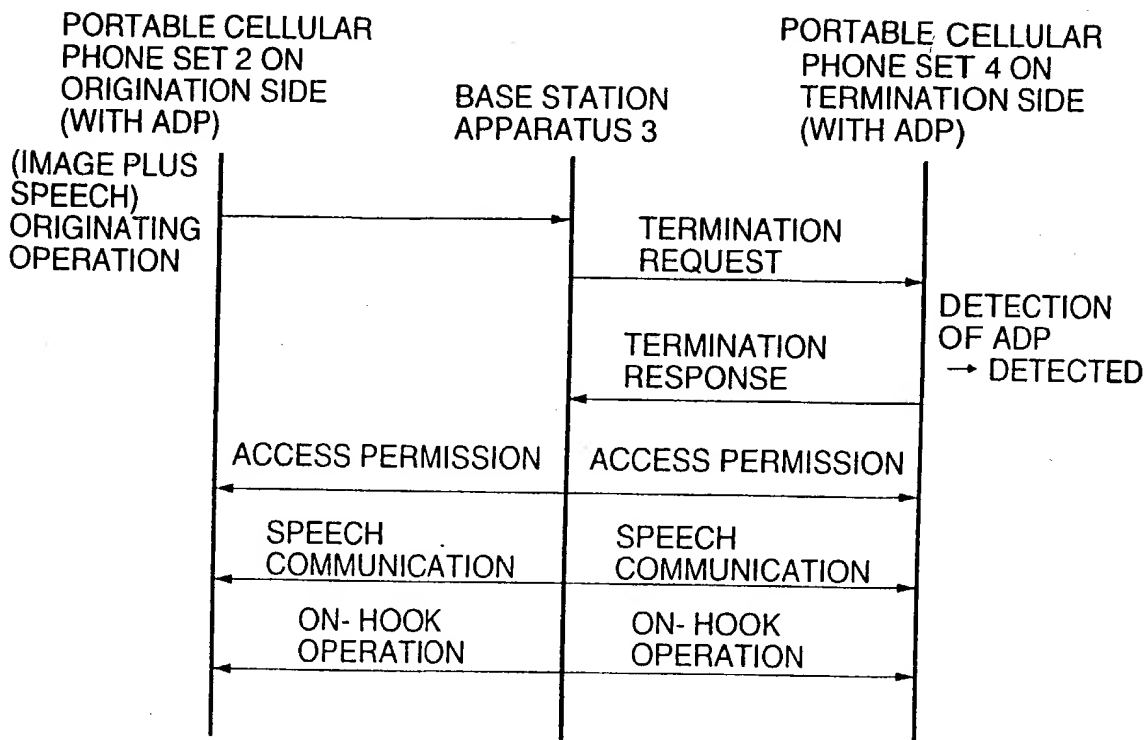 PORTABLE CELLULAR
PHONE SET 2 ON
ORIGINATION SIDE
(WITH ADP)
BASE STATION
APPARATUS 3
PORTABLE CELLULAR
PHONE SET 4 ON
TERMINATION SIDE
(WITH ADP)
(IMAGE PLUS
SPEECH)
ORIGINATING
OPERATION
TERMINATION
REQUEST
DETECTION
OF ADP
→ DETECTED
TERMINATION
RESPONSE
ACCESS PERMISSION
ACCESS PERMISSION
SPEECH
COMMUNICATION
SPEECH
COMMUNICATION
ON- HOOK
OPERATION
ON- HOOK
OPERATION